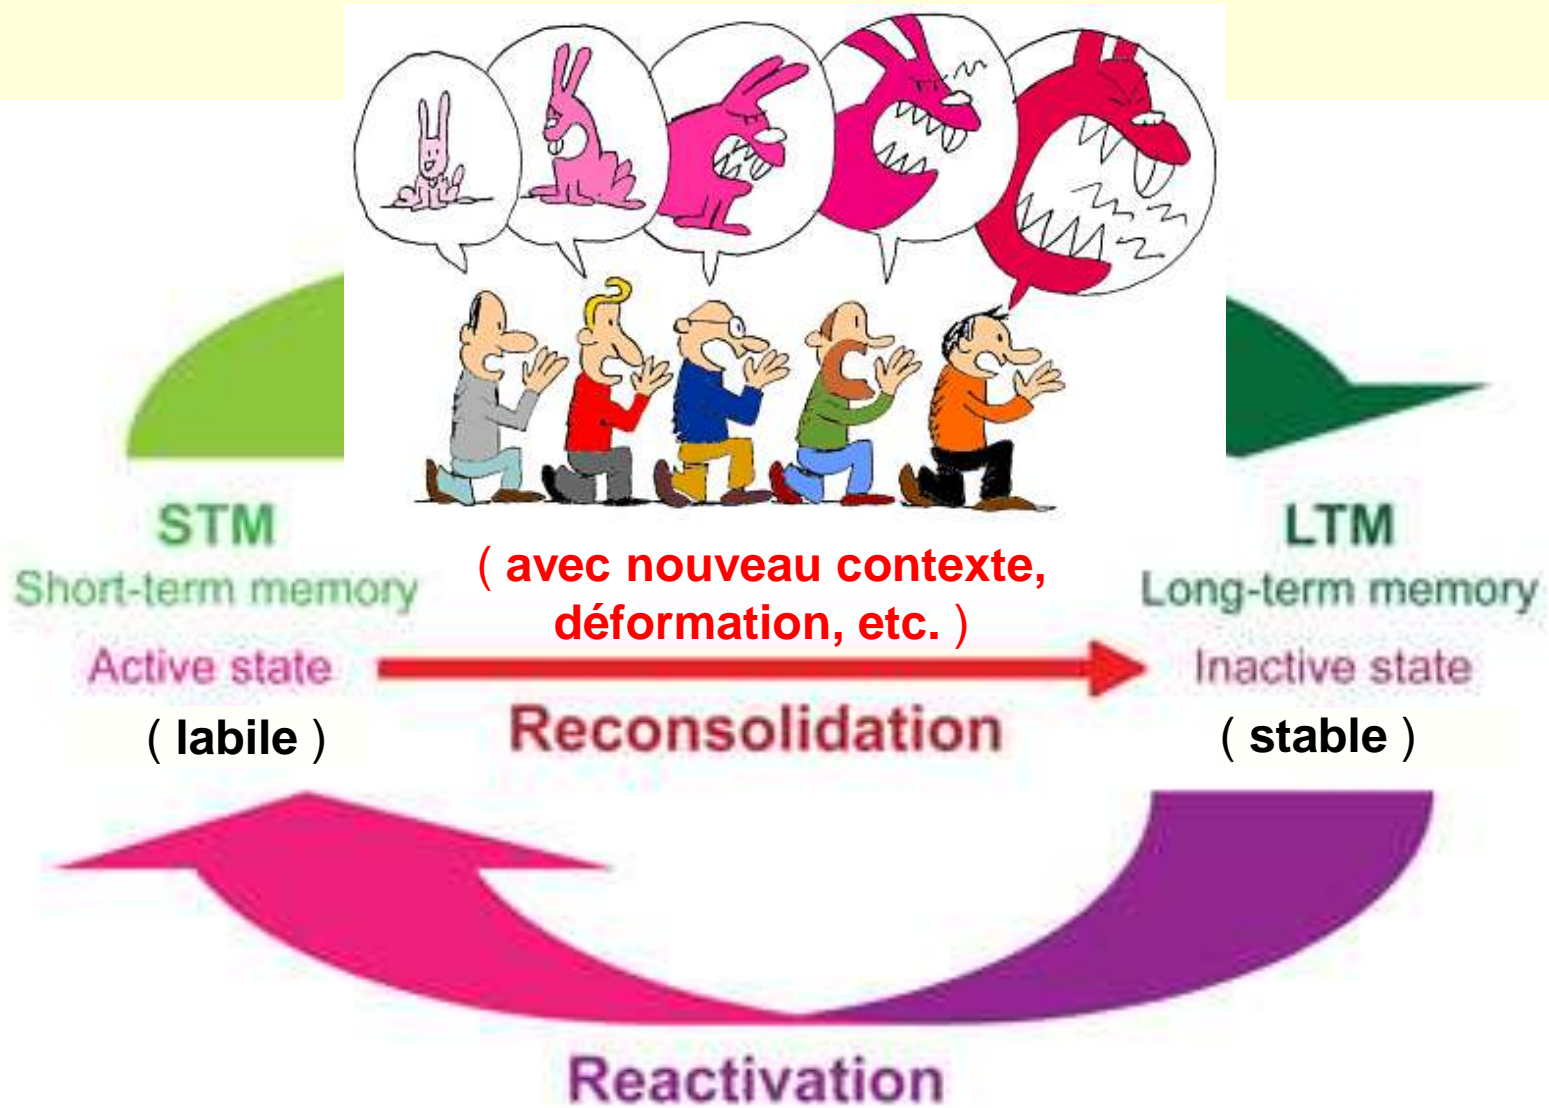 STM
Short-term memory
Active state
( labile )
( avec nouveau contexte,
déformation, etc. )
Reconsolidation
LTM
Long-term memory
Inactive state
( stable )
Reactivation